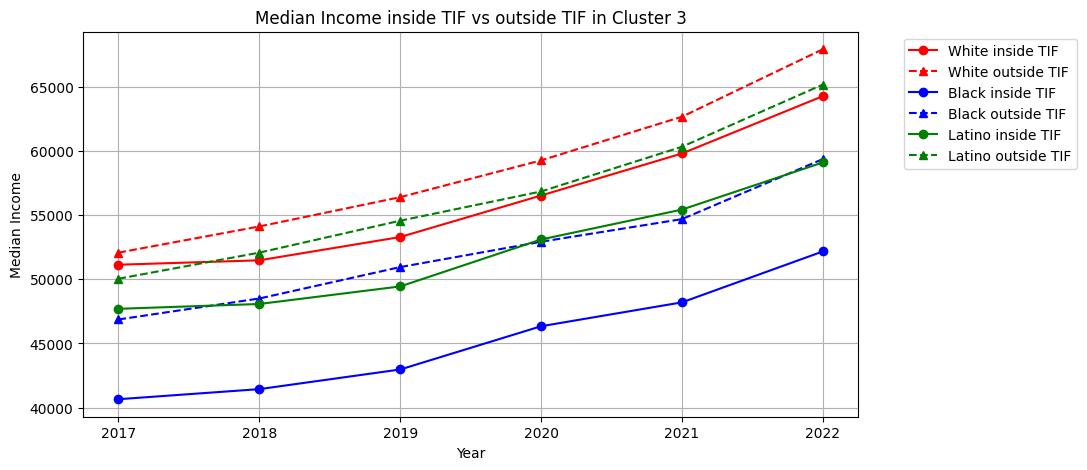 Median Income inside TIF vs outside TIF in Cluster 3
White inside TIF
White outside TIF
Black inside TIF
Black outside TIF
Latino inside TIF
Latino outside TIF
Median Income
65000
60000
55000
50000
45000
40000
2017 2018 2019 2020 2021 2022
Year